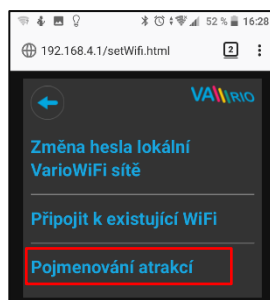 52 % 16:28
192.168.4.1/setWifi.html 2
VARIO
Změna hesla lokální
VarioWiFi sítě
Připojit k existující WiFi
Pojmenování atrakcí